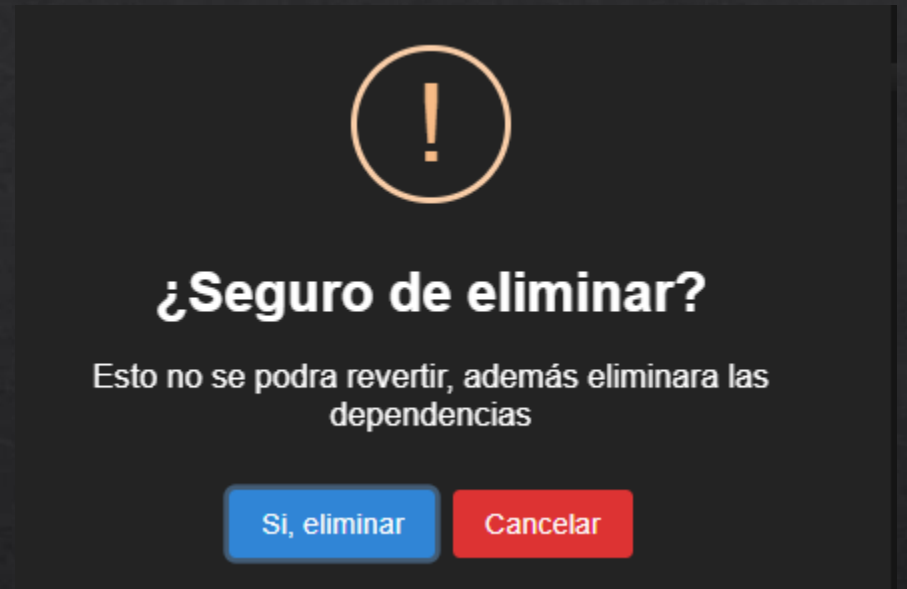 !
¿Seguro de eliminar?
Esto no se podra revertir, además eliminara las
dependencias
Si, eliminar
Cancelar